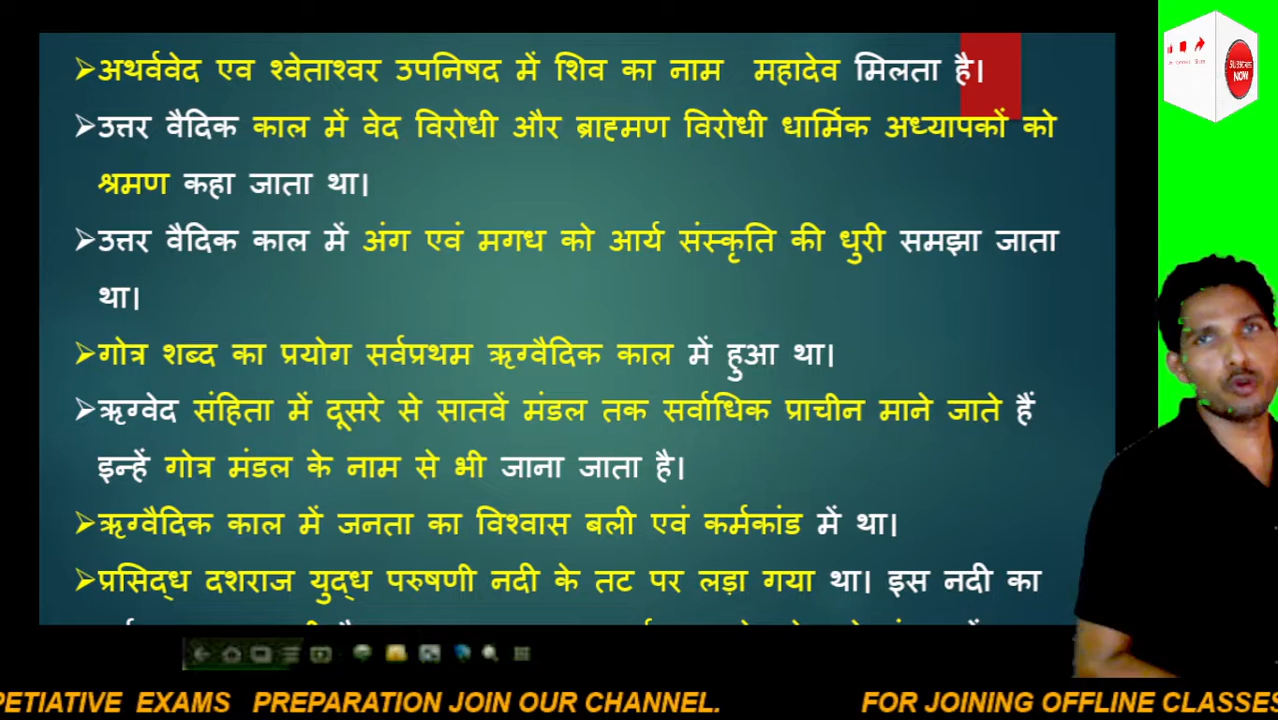 ➢अथर्ववेद एव श्वेताश्वर उपनिषद में शिव का नाम महादेव मिलता है।
➢उत्तर वैदिक काल में वेद विरोधी और ब्राह्मण विरोधी धार्मिक अध्यापकों को
श्रमण कहा जाता था।
➢उत्तर वैदिक काल में अंग एवं मगध को आर्य संस्कृति की धुरी समझा जाता
था।
➢गोत्र शब्द का प्रयोग सर्वप्रथम ऋग्वैदिक काल में हुआ था।
➢ऋग्वेद संहिता में दूसरे से सातवें मंडल तक सर्वाधिक प्राचीन माने जाते हैं
इन्हें गोत्र मंडल के नाम से भी जाना जाता है।
➢ऋग्वैदिक काल में जनता का विश्वास बली एवं कर्मकांड में था।
➢प्रसिद्ध दशराज युद्ध परुषणी नदी के तट पर लड़ा गया था। इस नदी का
SUBSCRIBE
NOW
PETIATIVE EXAMS PREPARATION JOIN OUR CHANNEL. FOR JOINING OFFLINE CLASSES